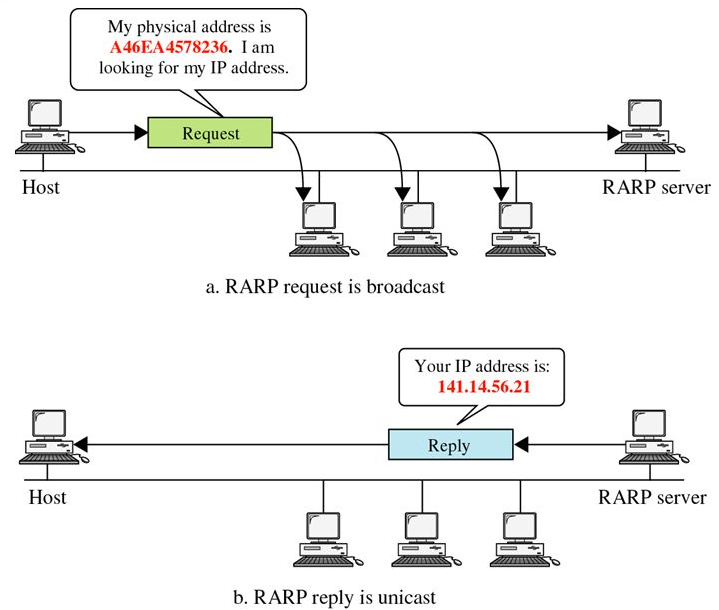 My physical address is
A46EA4578236. I am
looking for my IP address.
Request
Host
RARP server
a. RARP request is broadcast
Your IP address is:
141.14.56.21
Reply
Host
RARP server
b. RARP reply is unicast